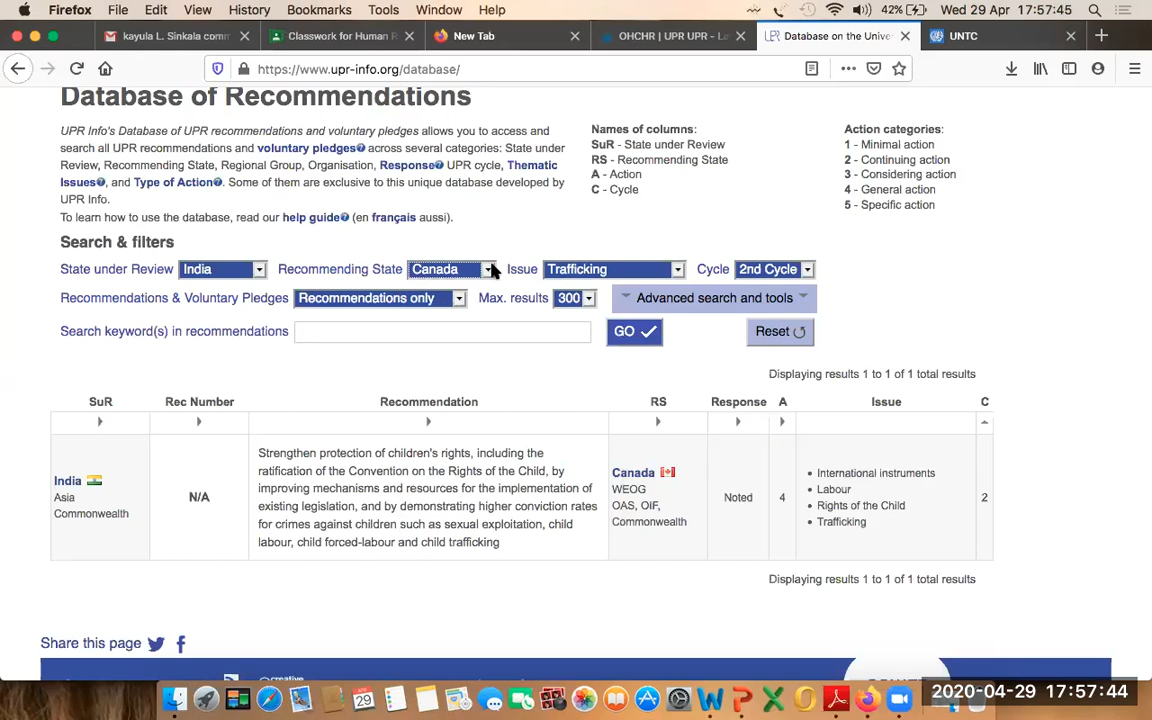 Firefox File Edit View History Bookmarks Tools Window Help 42% Wed 29 Apr 17:57:45
kayula L. Sinkala comm Classwork for Human R New Tab OHCHR | UPR UPR - Lo Database on the Unive UNTC
https://www.upr-info.org/database/
Database of Recommendations
UPR Info's Database of UPR recommendations and voluntary pledges allows you to access and
search all UPR recommendations and voluntary pledges across several categories: State under
Review, Recommending State, Regional Group, Organisation, Response UPR cycle, Thematic
Issues, and Type of Action. Some of them are exclusive to this unique database developed by
UPR Info.
To learn how to use the database, read our help guide (en français aussi).
Names of columns:
SuR - State under Review
RS - Recommending State
A - Action
C - Cycle
Action categories:
1 - Minimal action
2 - Continuing action
3 - Considering action
4 - General action
5 - Specific action
Search & filters
State under Review India Recommending State Canada Issue Trafficking Cycle 2nd Cycle
Recommendations & Voluntary Pledges Recommendations only Max. results 300 Advanced search and tools
Search keyword(s) in recommendations GO Reset
Displaying results 1 to 1 of 1 total results
SuR Rec Number Recommendation RS Response A Issue C
India
Asia
Commonwealth
N/A
Strengthen protection of children's rights, including the
ratification of the Convention on the Rights of the Child, by
improving mechanisms and resources for the implementation of
existing legislation, and by demonstrating higher conviction rates
for crimes against children such as sexual exploitation, child
labour, child forced-labour and child trafficking
Canada
WEOG
OAS, OIF,
Commonwealth
Noted
4
• International instruments
• Labour
• Rights of the Child
• Trafficking
2
Displaying results 1 to 1 of 1 total results
Share this page
2020-04-29 17:57:44